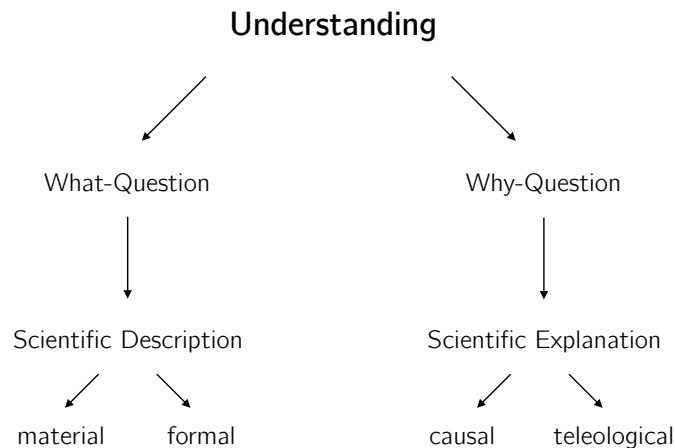 Understanding
What-Question
Why-Question
Scientific Description
Scientific Explanation
material
formal
causal
teleological